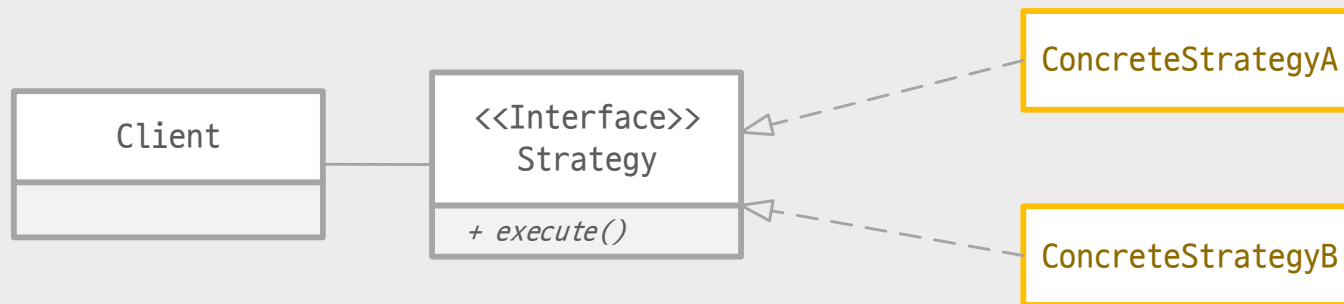 Client
<<Interface>>
Strategy
+ execute()
ConcreteStrategyA
ConcreteStrategyB